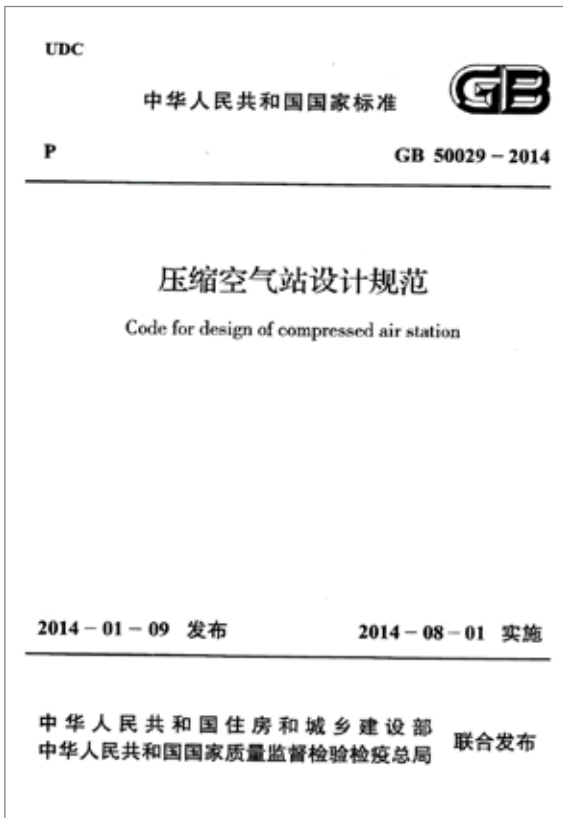 UDC
中华人民共和国国家标准
GB
P
GB 50029－2014
压缩空气站设计规范
Code for design of compressed air station
2014－01－09 发布
2014－08－01 实施
中华人民共和国住房和城乡建设部
中华人民共和国国家质量监督检验检疫总局
联合发布